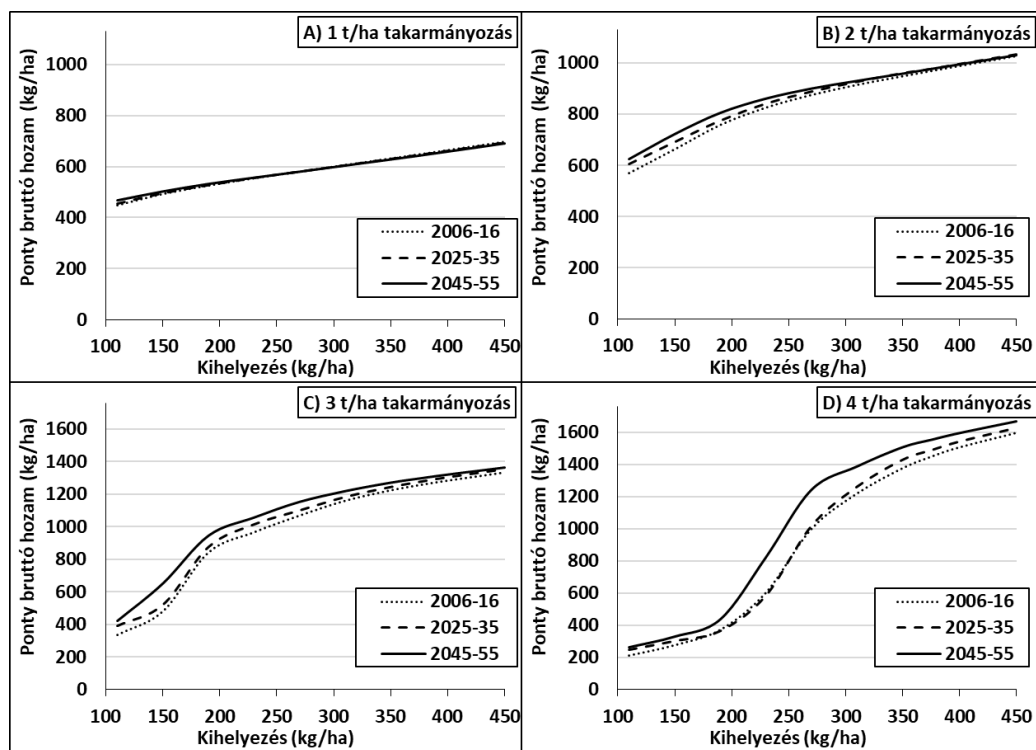 A) 1 t/ha takarmányozás
Ponty bruttó hozam (kg/ha)
1000
800
600
400
200
0
2006-16
2025-35
2045-55
100 150 200 250 300 350 400 450
Kihelyezés (kg/ha)
B) 2 t/ha takarmányozás
Ponty bruttó hozam (kg/ha)
1000
800
600
400
200
0
2006-16
2025-35
2045-55
100 150 200 250 300 350 400 450
Kihelyezés (kg/ha)
C) 3 t/ha takarmányozás
Ponty bruttó hozam (kg/ha)
1600
1400
1200
1000
800
600
400
200
0
2006-16
2025-35
2045-55
100 150 200 250 300 350 400 450
Kihelyezés (kg/ha)
D) 4 t/ha takarmányozás
Ponty bruttó hozam (kg/ha)
1600
1400
1200
1000
800
600
400
200
0
2006-16
2025-35
2045-55
100 150 200 250 300 350 400 450
Kihelyezés (kg/ha)